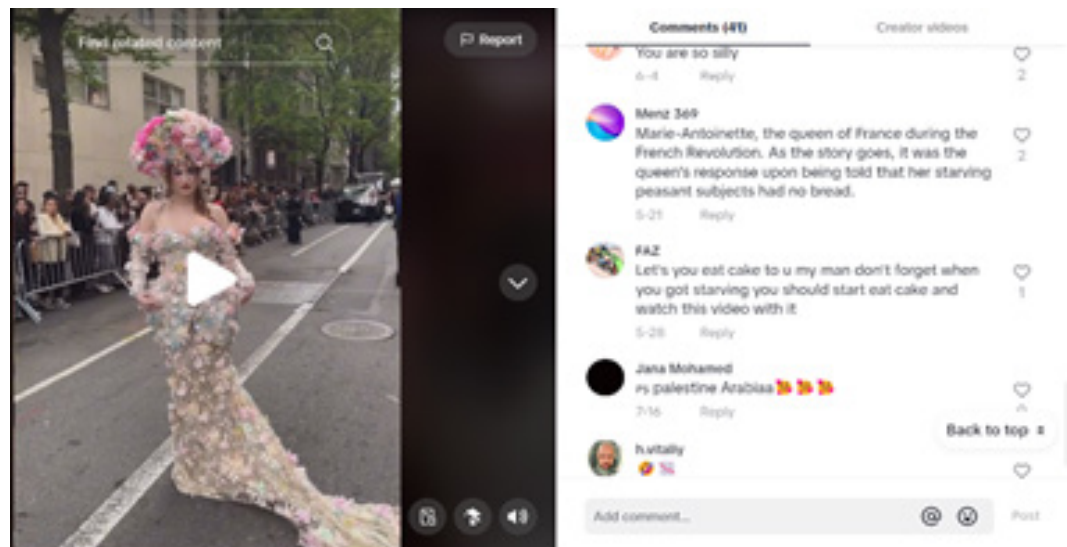 Find related content
Report
Comments (41)
Creator videos
You are so silly
6-4 Reply
2
Menz 369
Marie-Antoinette, the queen of France during the
French Revolution. As the story goes, it was the
queen's response upon being told that her starving
peasant subjects had no bread.
2
5-21 Reply
FAZ
Let's you eat cake to u my man don't forget when
you got starving you should start eat cake and
watch this video with it
1
5-28 Reply
Jana Mohamed
PS palestine Arabiaa
7-16 Reply
Back to top
h.vitally
Add comment...
Post